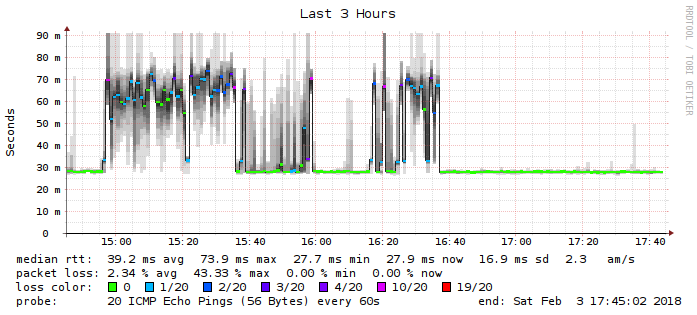 Last 3 Hours
RRDTOOL / TOBI OETIKER
Seconds
90 m
80 m
70 m
60 m
50 m
40 m
30 m
20 m
10 m
0
15:00 15:20 15:40 16:00 16:20 16:40 17:00 17:20 17:40
median rtt: 39.2 ms avg 73.9 ms max 27.7 ms min 27.9 ms now 16.9 ms sd 2.3 am/s
packet loss: 2.34 % avg 43.33 % max 0.00 % min 0.00 % now
loss color: 0 1/20 2/20 3/20 4/20 10/20 19/20
probe: 20 ICMP Echo Pings (56 Bytes) every 60s end: Sat Feb 3 17:45:02 2018